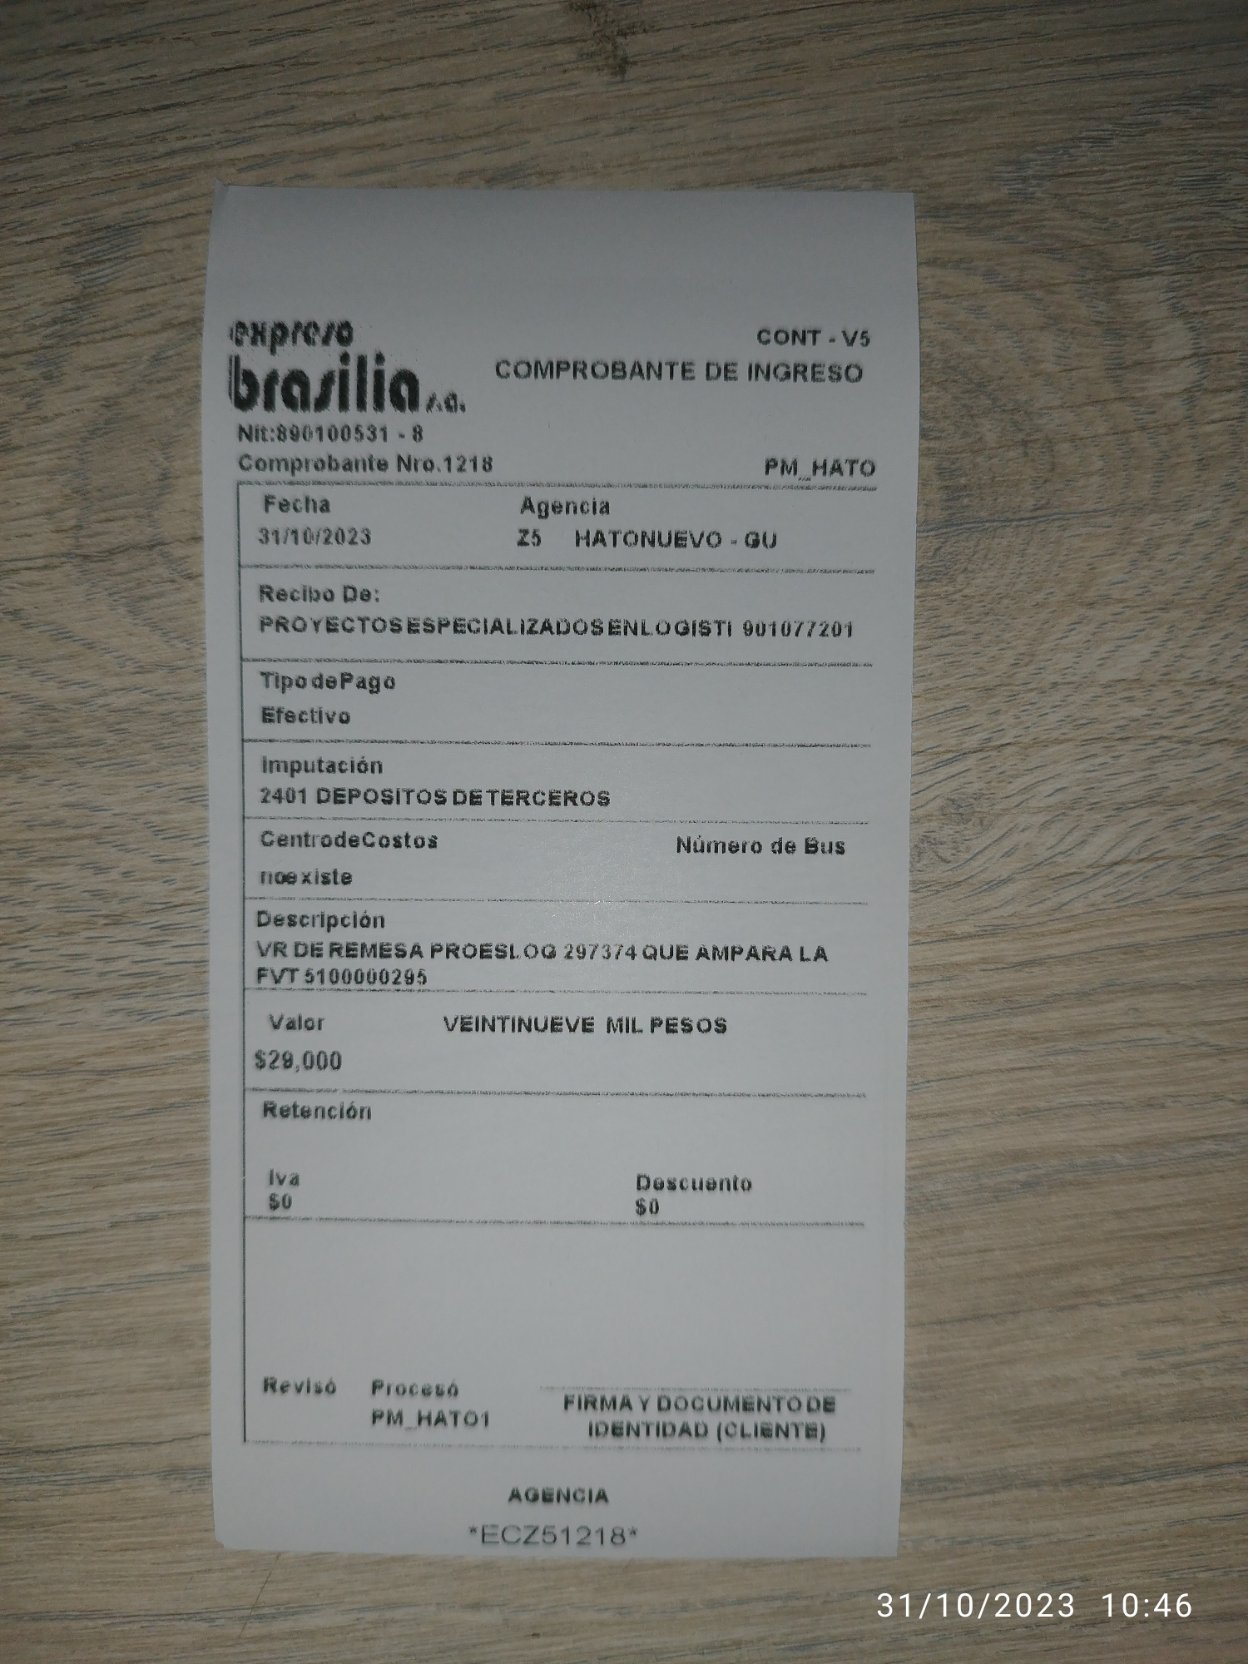 expreso
brasilia s.a.
CONT - V5
COMPROBANTE DE INGRESO
Nit:890100531 - 8
Comprobante Nro.1218 PM_HATO
Fecha Agencia
31/10/2023 Z5 HATONUEVO - GU
Recibo De:
PROYECTOSESPECIALIZADOSENLOGISTI 901077201
TipodePago
Efectivo
Imputación
2401 DEPOSITOS DE TERCEROS
CentrodeCostos Número de Bus
noexiste
Descripción
VR DE REMESA PROESLOG 297374 QUE AMPARA LA
FVT 5100000295
Valor VEINTINUEVE MIL PESOS
$29,000
Retención
Iva Descuento
$0 $0
Revisó Procesó
PM_HATO1
FIRMA Y DOCUMENTO DE
IDENTIDAD (CLIENTE)
AGENCIA
*ECZ51218*
31/10/2023 10:46